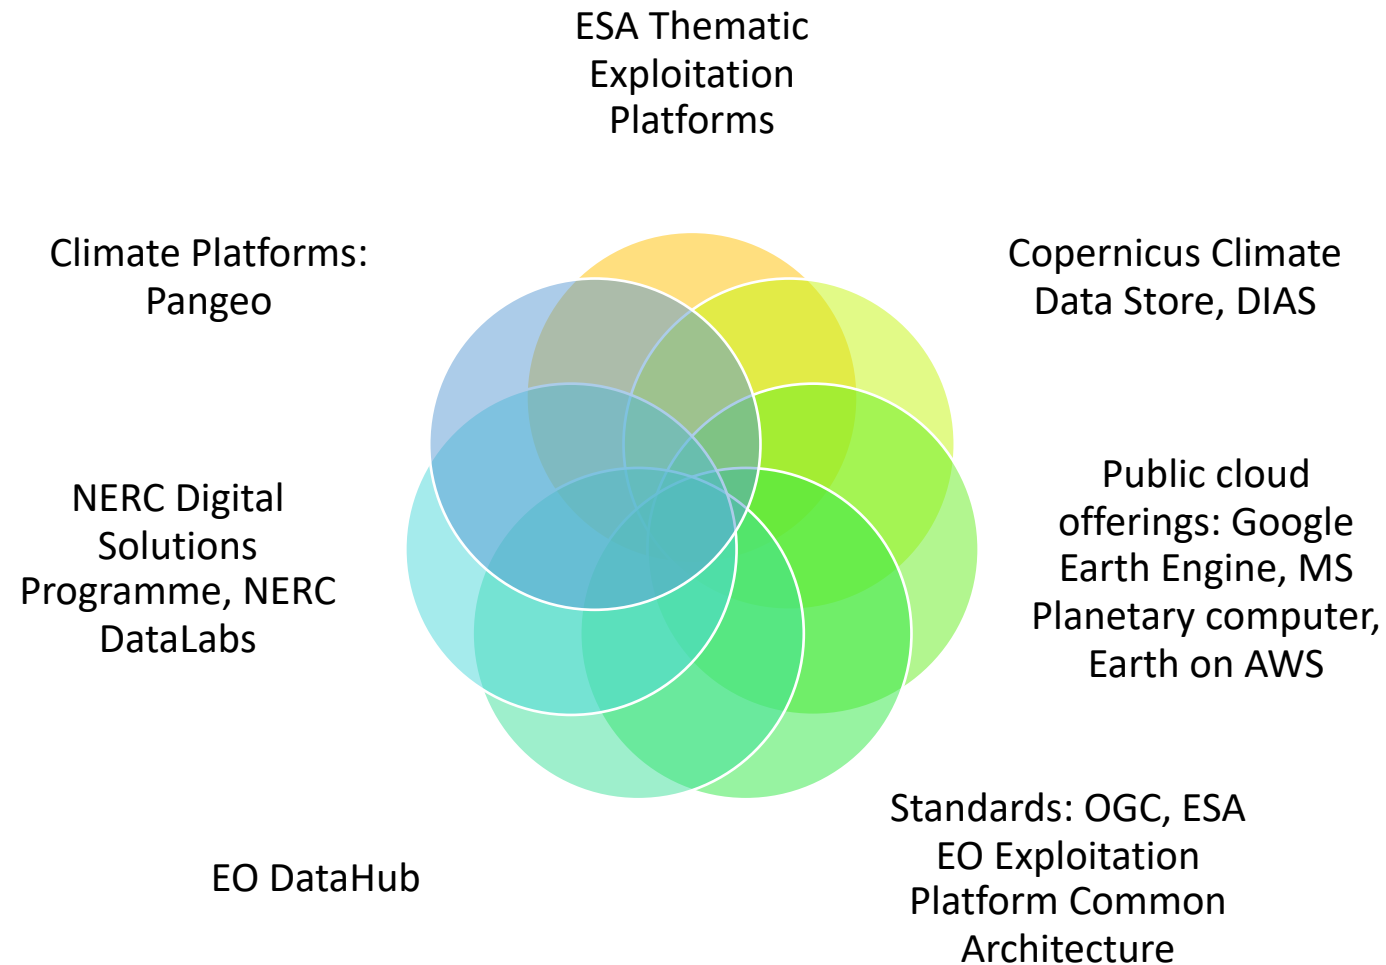 ESA Thematic
Exploitation
Platforms
Climate Platforms:
Pangeo
Copernicus Climate
Data Store, DIAS
NERC Digital
Solutions
Programme, NERC
DataLabs
Public cloud
offerings: Google
Earth Engine, MS
Planetary computer,
Earth on AWS
EO DataHub
Standards: OGC, ESA
EO Exploitation
Platform Common
Architecture